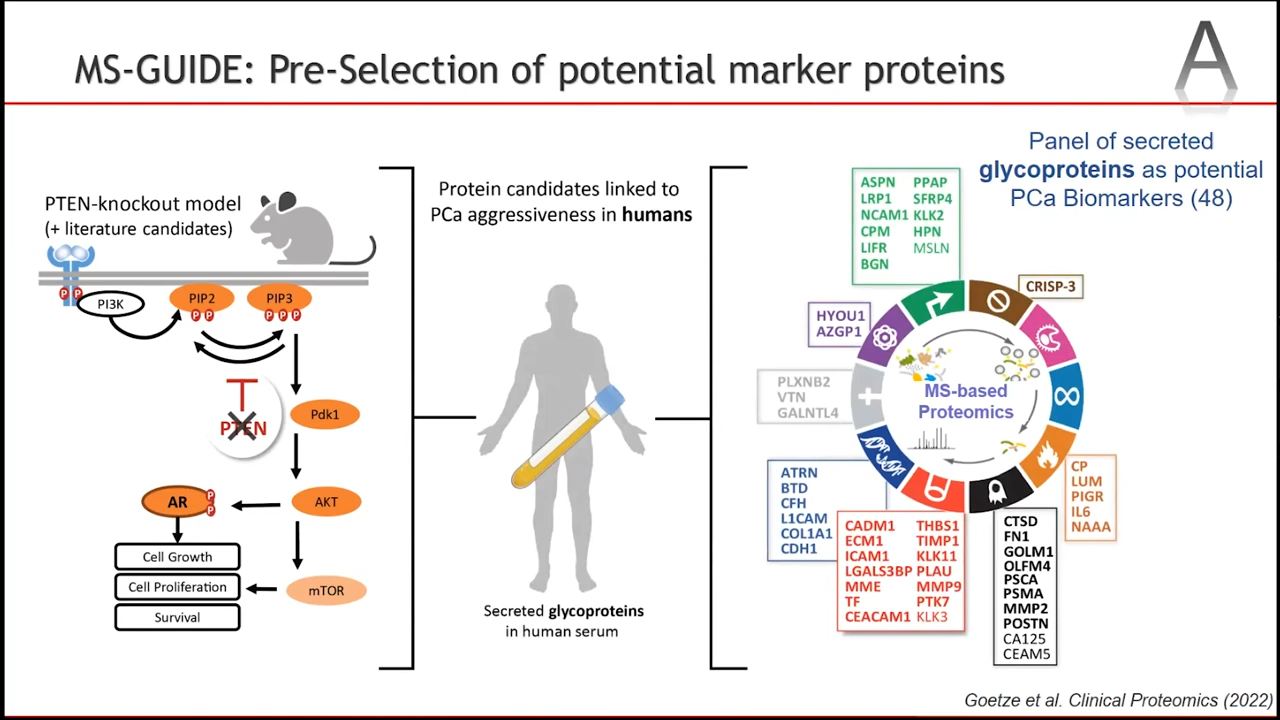 MS-GUIDE: Pre-Selection of potential marker proteins
A
PTEN-knockout model
(+ literature candidates)
P P
PI3K
PIP2
P P
PIP3
P P P
PTEN
Pdk1
AKT
AR
P
P
mTOR
Cell Growth
Cell Proliferation
Survival
Protein candidates linked to
PCa aggressiveness in humans
Secreted glycoproteins
in human serum
Panel of secreted
glycoproteins as potential
PCa Biomarkers (48)
ASPN PPAP
LRP1 SFRP4
NCAM1 KLK2
CPM HPN
LIFR MSLN
BGN
CRISP-3
HYOU1
AZGP1
PLXNB2
VTN
GALNTL4
MS-based
Proteomics
ATRN
BTD
CFH
L1CAM
COL1A1
CDH1
CADM1 THBS1
ECM1 TIMP1
ICAM1 KLK11
LGALS3BP PLAU
MME MMP9
TF PTK7
CEACAM1 KLK3
CTSD
FN1
GOLM1
OLFM4
PSCA
PSMA
MMP2
POSTN
CA125
CEAM5
CP
LUM
PIGR
IL6
NAAA
Goetze et al. Clinical Proteomics (2022)